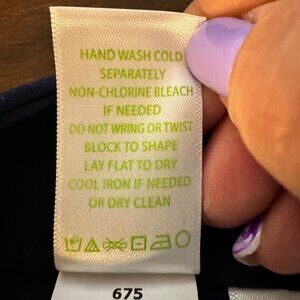 HAND WASH COLD
SEPARATELY
NON-CHLORINE BLEACH
IF NEEDED
DO NOT WRING OR TWIST
BLOCK TO SHAPE
LAY FLAT TO DRY
COOL IRON IF NEEDED
OR DRY CLEAN
675